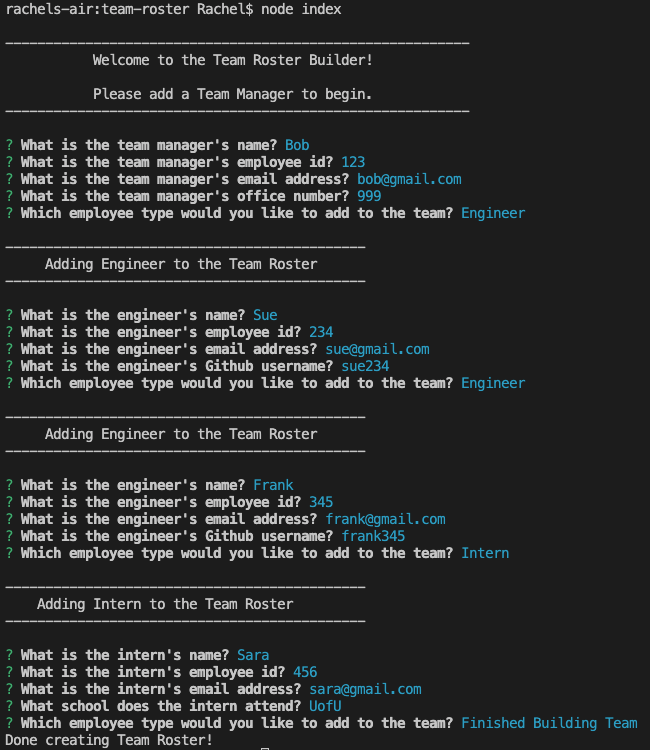 rachels-air:team-roster Rachel$ node index
Welcome to the Team Roster Builder!
Please add a Team Manager to begin.
? What is the team manager's name? Bob
? What is the team manager's employee id? 123
? What is the team manager's email address? bob@gmail.com
? What is the team manager's office number? 999
? Which employee type would you like to add to the team? Engineer
Adding Engineer to the Team Roster
? What is the engineer's name? Sue
? What is the engineer's employee id? 234
? What is the engineer's email address? sue@gmail.com
? What is the engineer's Github username? sue234
? Which employee type would you like to add to the team? Engineer
Adding Engineer to the Team Roster
? What is the engineer's name? Frank
? What is the engineer's employee id? 345
? What is the engineer's email address? frank@gmail.com
? What is the engineer's Github username? frank345
? Which employee type would you like to add to the team? Intern
Adding Intern to the Team Roster
? What is the intern's name? Sara
? What is the intern's employee id? 456
? What is the intern's email address? sara@gmail.com
? What school does the intern attend? UofU
? Which employee type would you like to add to the team? Finished Building Team
Done creating Team Roster!